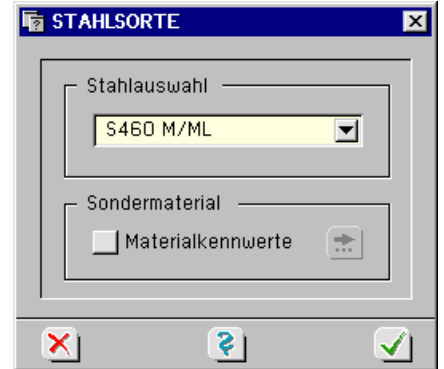 STAHLSORTE
Stahlauswahl
S460 M/ML
Sondermaterial
Materialkennwerte